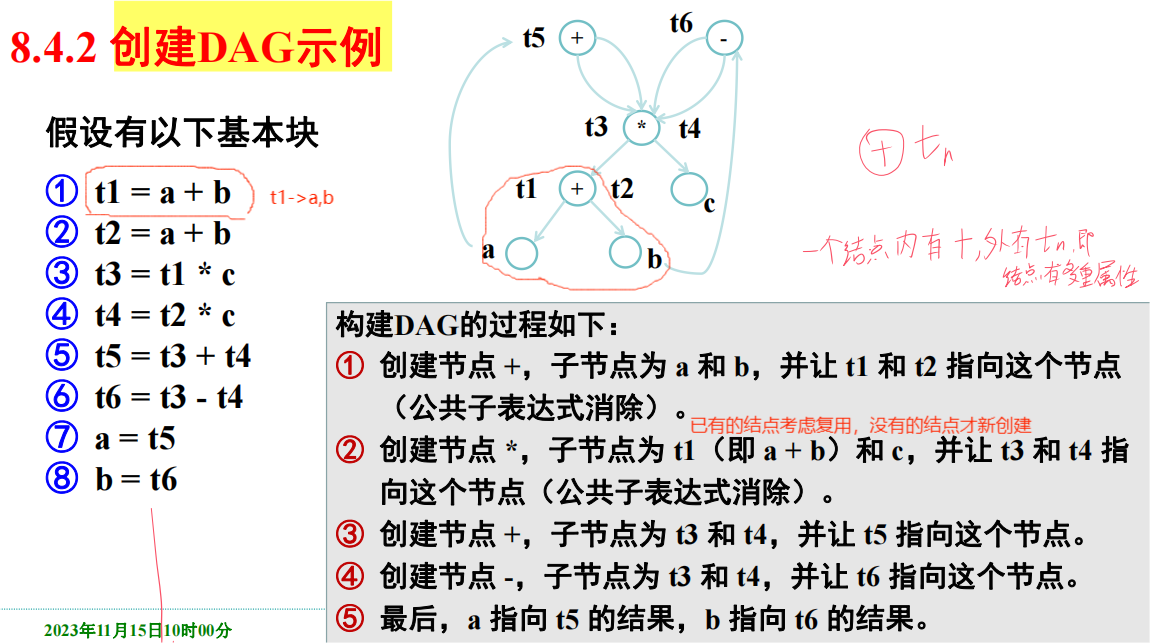 8.4.2 创建DAG示例
假设有以下基本块
① t1 = a + b
t1->a,b
② t2 = a + b
③ t3 = t1 * c
④ t4 = t2 * c
⑤ t5 = t3 + t4
⑥ t6 = t3 - t4
⑦ a = t5
⑧ b = t6
t5 + t6 -
t3 * t4
t1 + t2 c
a b
+ tn
一个结点内有+,外有tn,即
结点有多重属性
构建DAG的过程如下：
① 创建节点 +，子节点为 a 和 b，并让 t1 和 t2 指向这个节点
（公共子表达式消除）。
已有的结点考虑复用，没有的结点才新创建
② 创建节点 *，子节点为 t1（即 a + b）和 c，并让 t3 和 t4 指
向这个节点（公共子表达式消除）。
③ 创建节点 +，子节点为 t3 和 t4，并让 t5 指向这个节点。
④ 创建节点 -，子节点为 t3 和 t4，并让 t6 指向这个节点。
⑤ 最后，a 指向 t5 的结果，b 指向 t6 的结果。
2023年11月15日10时00分